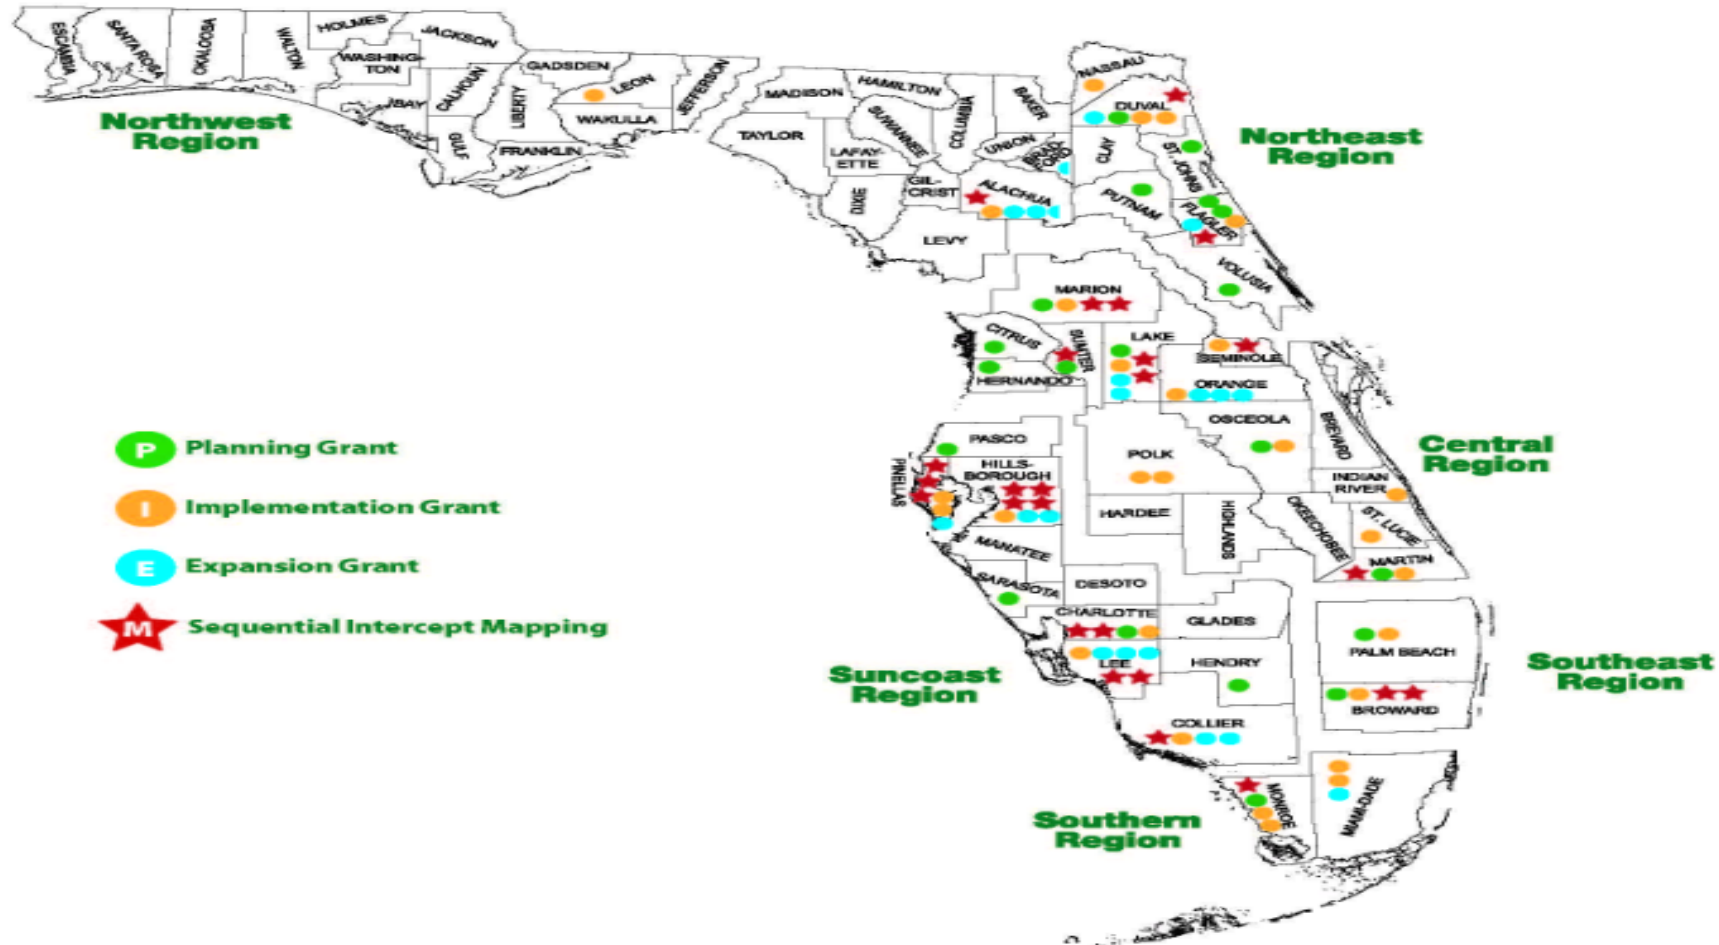 ESCAMBIA
SANTA ROSA
OKALOOSA
WALTON
HOLMES
JACKSON
WASHING-
TON
BAY
CALHOUN
GULF
LIBERTY
GADSDEN
LEON
WAKULLA
FRANKLIN
JEFFERSON
Northwest
Region
MADISON
TAYLOR
HAMILTON
SUWANNEE
LAFAY-
ETTE
DIXIE
COLUMBIA
GIL-
CRIST
BAKER
UNION
BRAD-
FORD
ALACHUA
LEVY
NASSAU
DUVAL
CLAY
ST. JOHNS
PUTNAM
FLAGLER
VOLUSIA
Northeast
Region
MARION
CITRUS
SUMTER
HERNANDO
LAKE
SEMINOLE
ORANGE
OSCEOLA
BREVARD
POLK
HARDEE
HIGHLANDS
INDIAN
RIVER
OKEECHOBEE
ST. LUCIE
MARTIN
Central
Region
PASCO
PINELLAS
HILLS-
BOROUGH
MANATEE
SARASOTA
DESOTO
CHARLOTTE
GLADES
LEE
HENDRY
COLLIER
Suncoast
Region
PALM BEACH
BROWARD
Southeast
Region
MONROE
MIAMI-DADE
Southern
Region
P Planning Grant
I Implementation Grant
E Expansion Grant
M Sequential Intercept Mapping